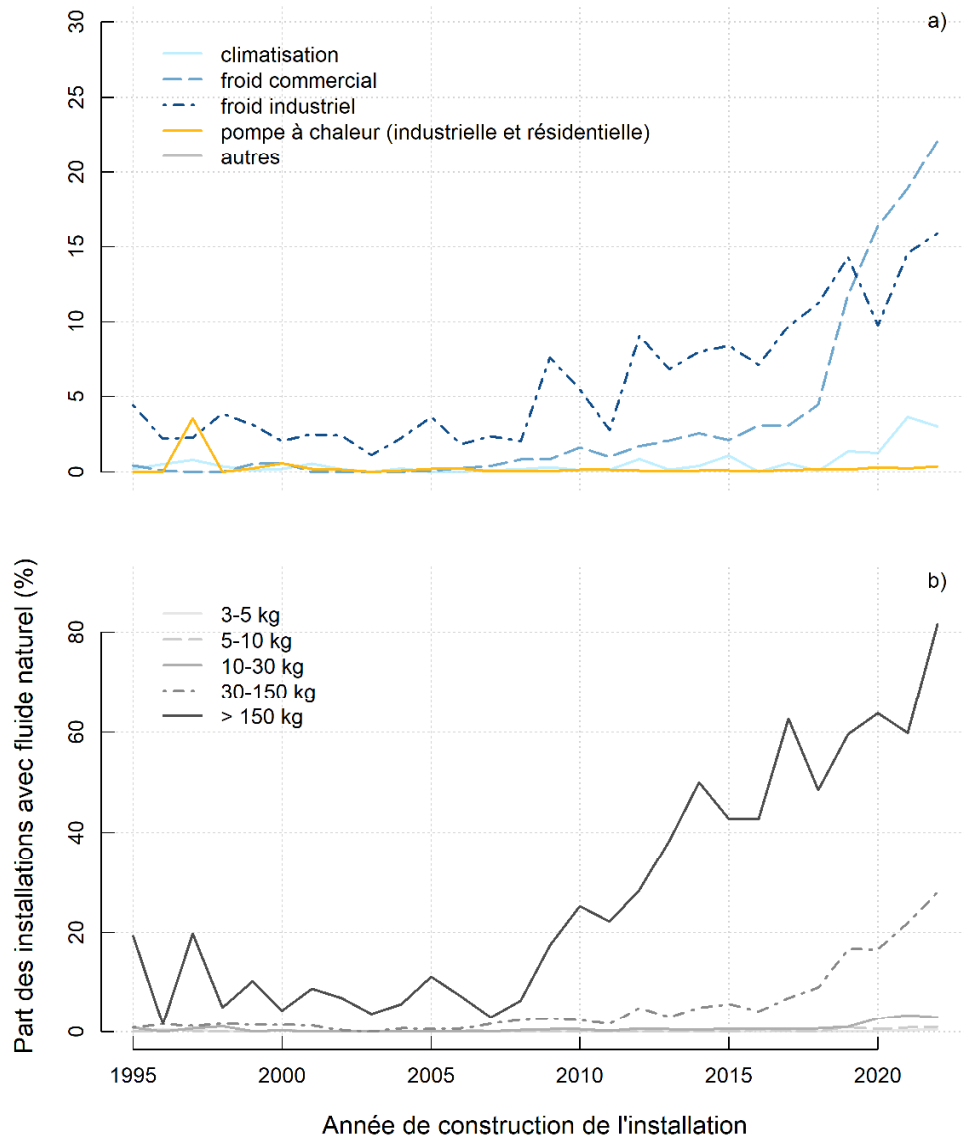 a)
30
25
20
15
10
5
0
climatisation
froid commercial
froid industriel
pompe à chaleur (industrielle et résidentielle)
autres
Part des installations avec fluide naturel (%)
b)
80
60
40
20
0
3-5 kg
5-10 kg
10-30 kg
30-150 kg
> 150 kg
1995 2000 2005 2010 2015 2020
Année de construction de l'installation